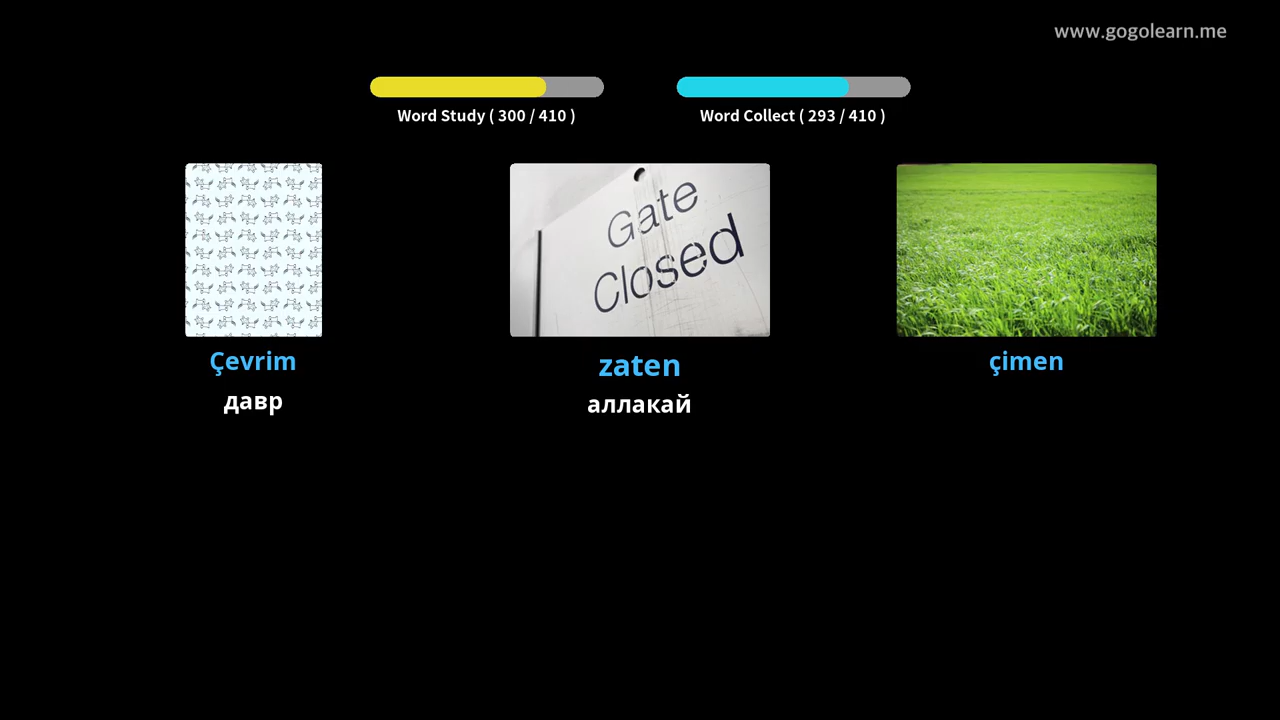 www.gogolearn.me
Word Study ( 300 / 410 )
Word Collect ( 293 / 410 )
Gate
Closed
Çevrim
zaten
çimen
давр
аллакай